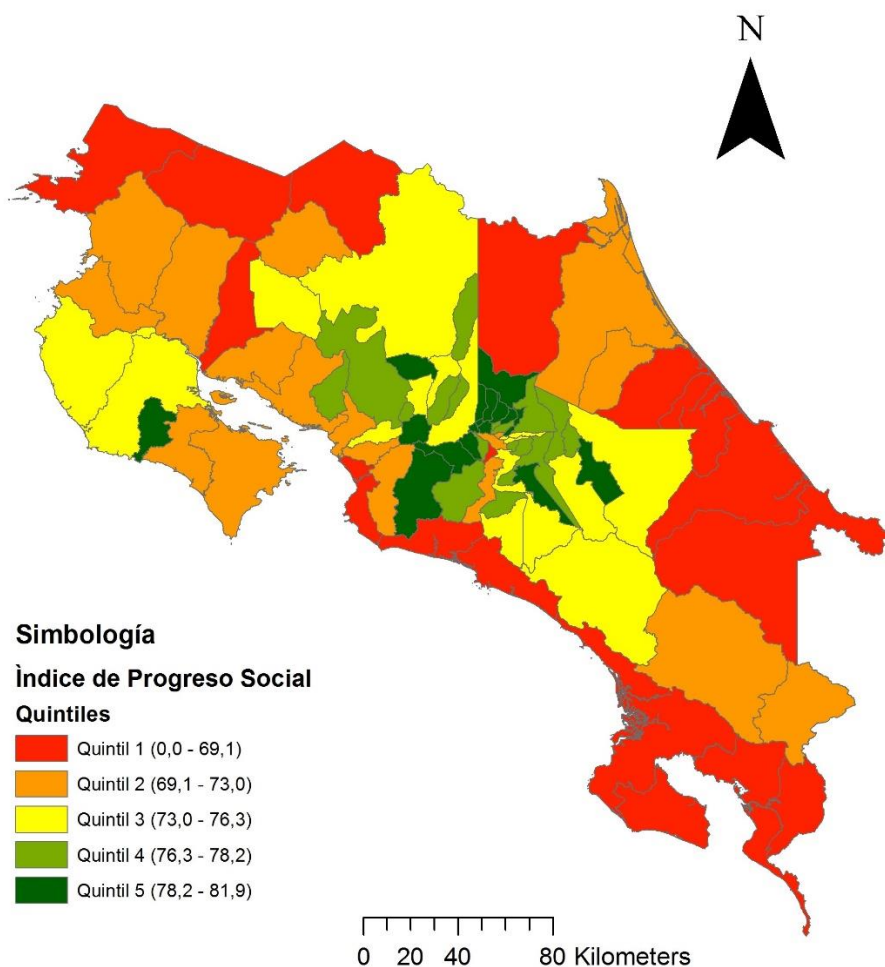 N
Simbología
Ìndice de Progreso Social
Quintiles
Quintil 1 (0,0 - 69,1)
Quintil 2 (69,1 - 73,0)
Quintil 3 (73,0 - 76,3)
Quintil 4 (76,3 - 78,2)
Quintil 5 (78,2 - 81,9)
0 20 40 80 Kilometers